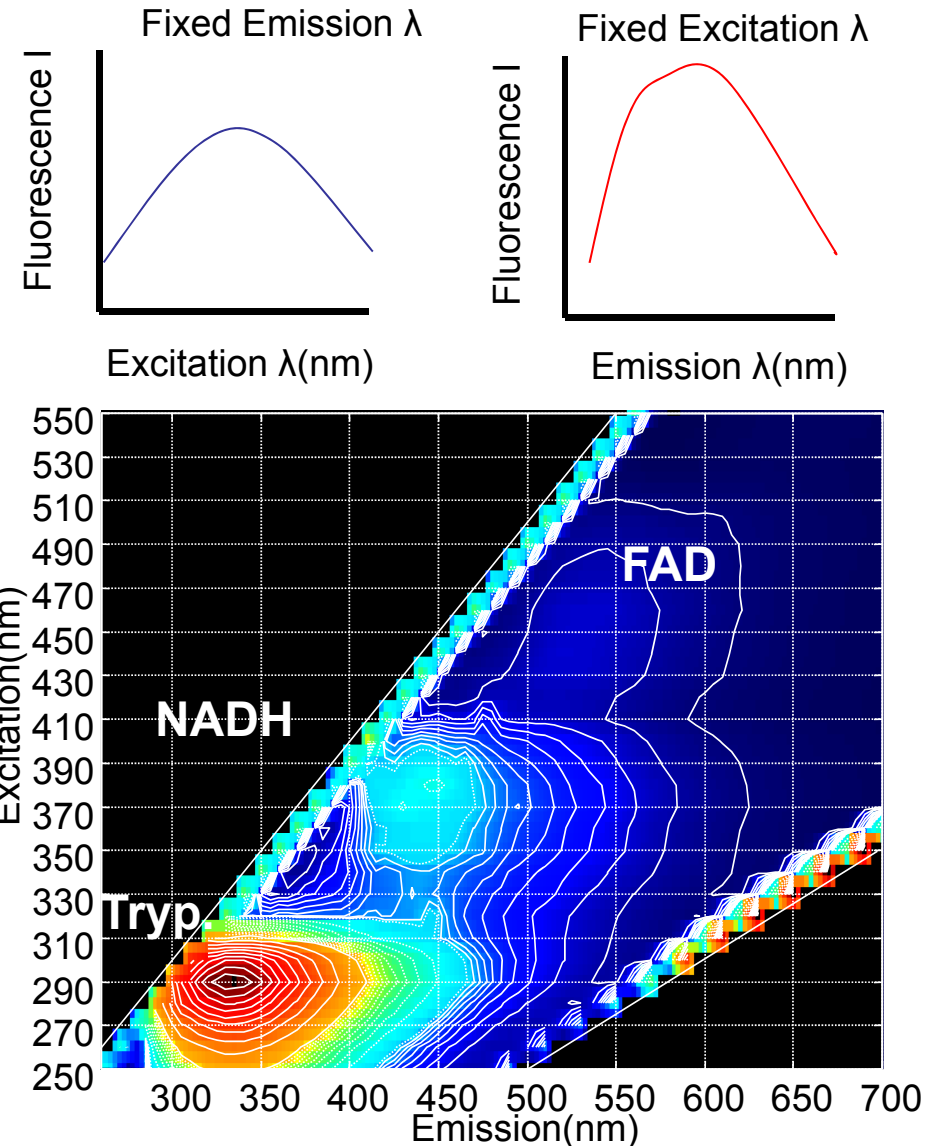 Fixed Emission λ
Fixed Excitation λ
Fluorescence I
Fluorescence I
Excitation λ(nm)
Emission λ(nm)
550
530
510
490
470
460
430
410
390
370
350
330
310
290
270
250
Excitation(nm)
FAD
NADH
Tryp.
300 350 400 450 500 550 600 650 700
Emission(nm)